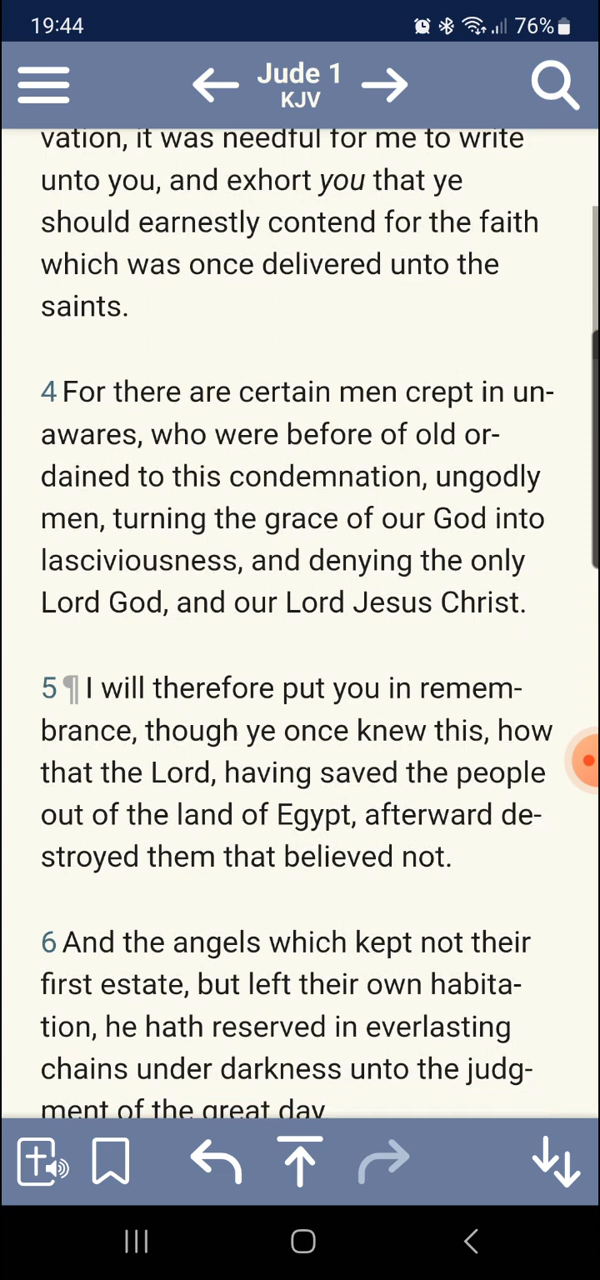 19:44
76%
Jude 1
KJV
vation, it was needful for me to write
unto you, and exhort you that ye
should earnestly contend for the faith
which was once delivered unto the
saints.
4 For there are certain men crept in un-
awares, who were before of old or-
dained to this condemnation, ungodly
men, turning the grace of our God into
lasciviousness, and denying the only
Lord God, and our Lord Jesus Christ.
5 ¶ I will therefore put you in remem-
brance, though ye once knew this, how
that the Lord, having saved the people
out of the land of Egypt, afterward de-
stroyed them that believed not.
6 And the angels which kept not their
first estate, but left their own habita-
tion, he hath reserved in everlasting
chains under darkness unto the judg-
ment of the great day